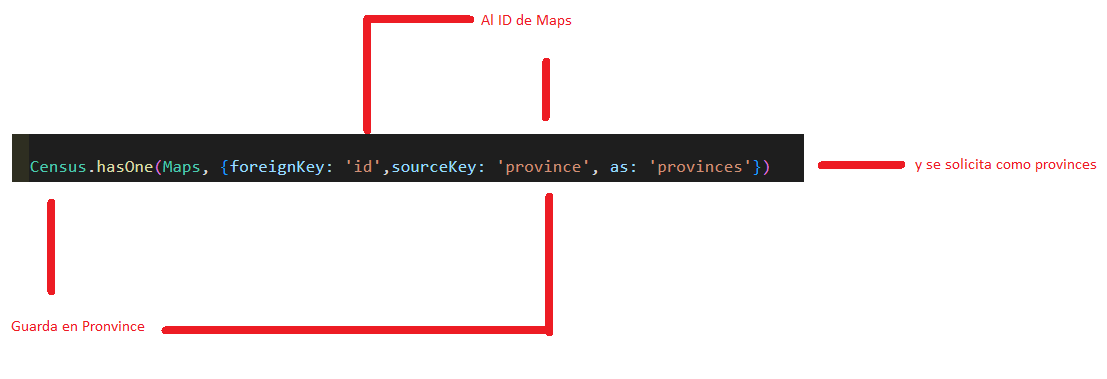 Al ID de Maps
Census.hasOne(Maps, {foreignKey: 'id',sourceKey: 'province', as: 'provinces'})
y se solicita como provinces
Guarda en Pronvince